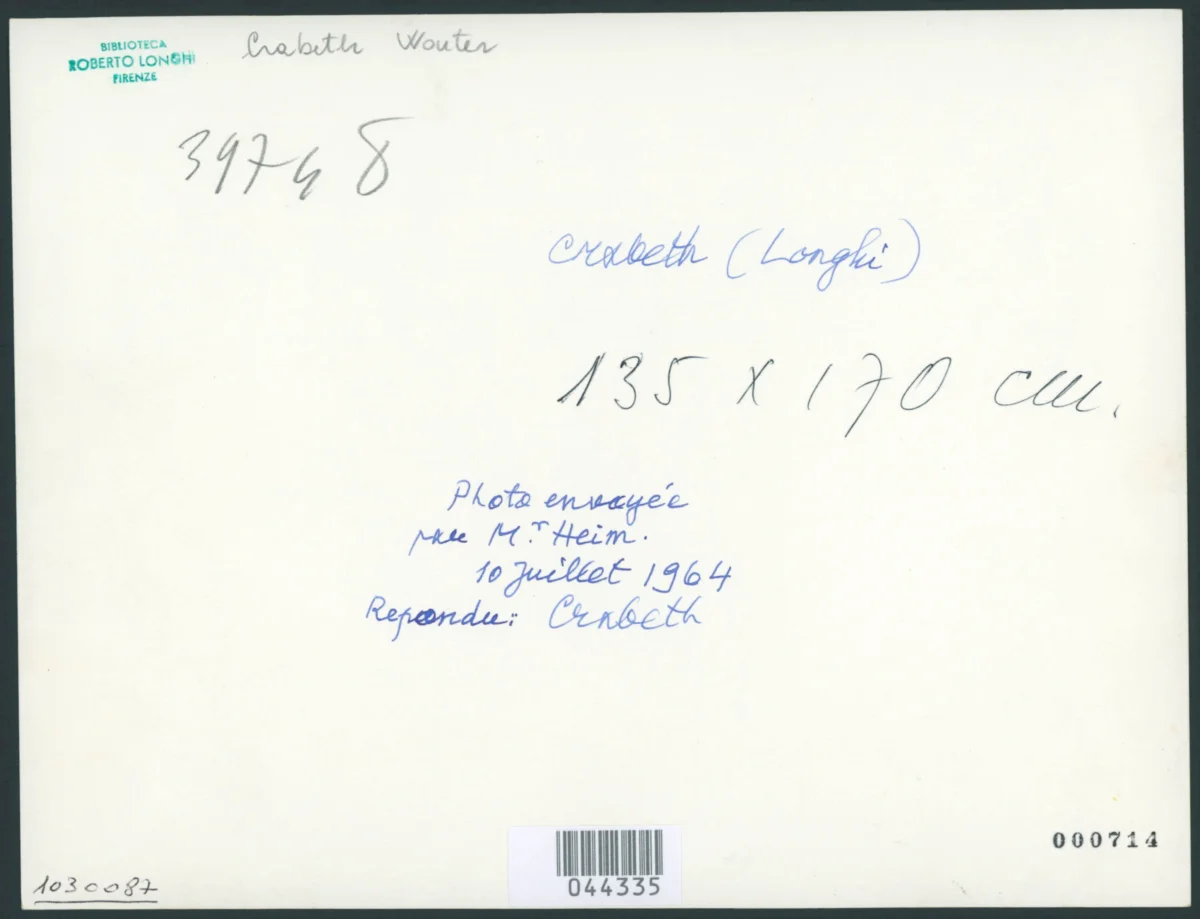 BIBLIOTECA
ROBERTO LONGHI
FIRENZE
Crabeth Wouter
39748
Crabeth (Longhi)
135 x 170 cm.
Photo envoyée
par M.r Heim.
10 Juillet 1964
Repondu: Crabeth
000714
044335
1030087